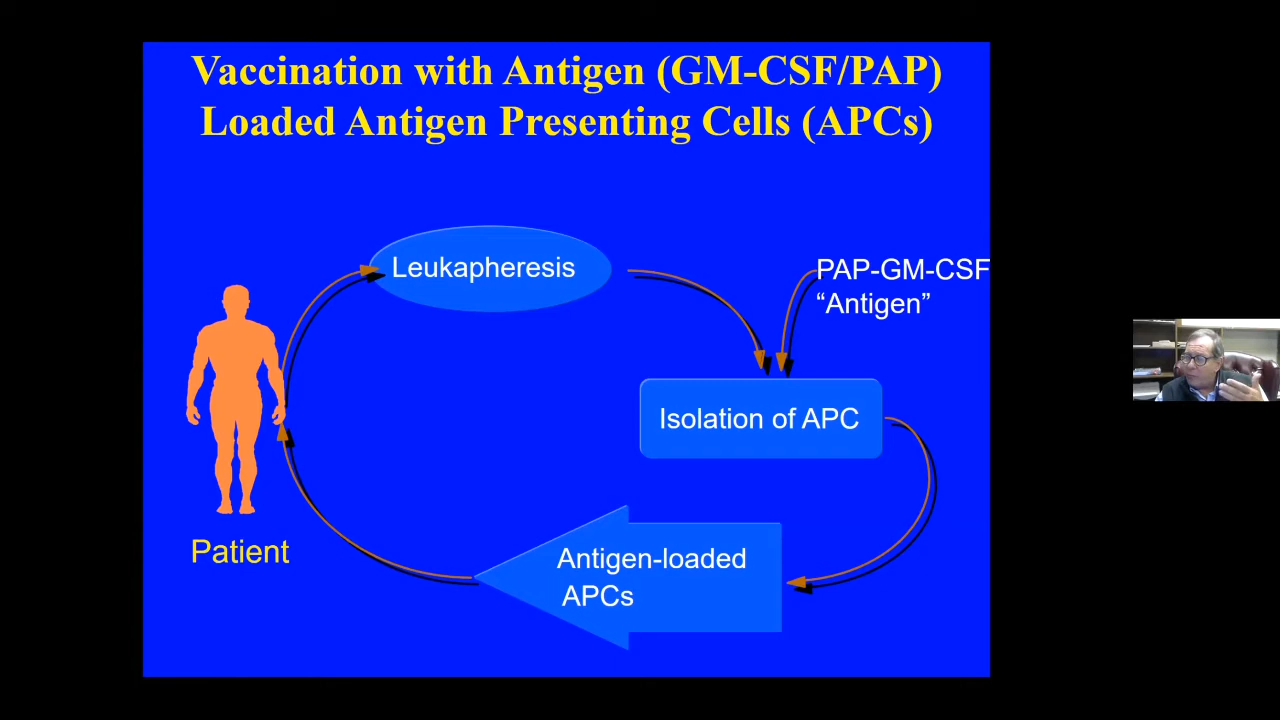 Vaccination with Antigen (GM-CSF/PAP)
Loaded Antigen Presenting Cells (APCs)
Leukapheresis
PAP-GM-CSF
“Antigen”
Isolation of APC
Antigen-loaded
APCs
Patient